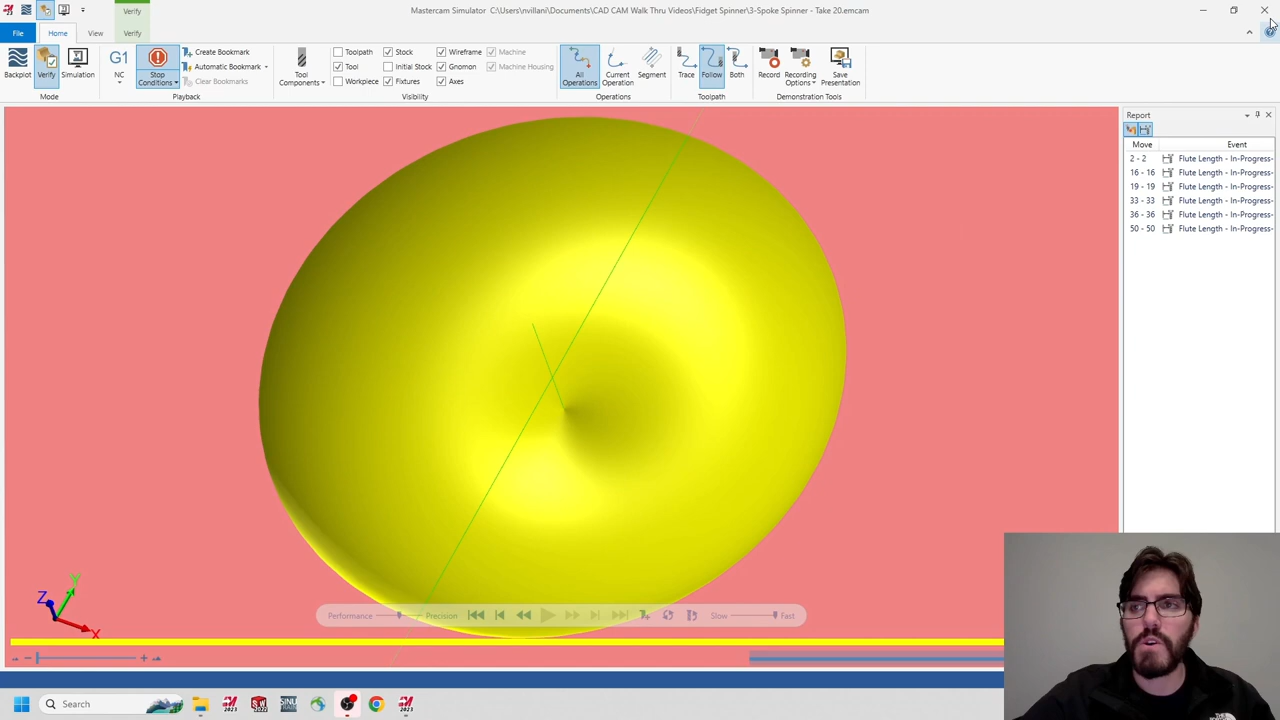 Mastercam Simulator C:\Users\nvillani\Documents\CAD CAM Walk Thru Videos\Fidget Spinner\3-Spoke Spinner - Take 20.emcam
Verify
File
Home
View
Verify
Backplot
Verify
Simulation
Mode
G1
NC
Stop
Conditions
Create Bookmark
Automatic Bookmark
Clear Bookmarks
Playback
Tool
Components
Toolpath
Tool
Workpiece
Stock
Initial Stock
Fixtures
Wireframe
Gnomon
Axes
Machine
Machine Housing
Visibility
All
Operations
Current
Operation
Segment
Operations
Trace
Follow
Both
Toolpath
Record
Recording
Options
Save
Presentation
Demonstration Tools
Report
Move Event
2 - 2 Flute Length - In-Progress-
16 - 16 Flute Length - In-Progress-
19 - 19 Flute Length - In-Progress-
33 - 33 Flute Length - In-Progress-
36 - 36 Flute Length - In-Progress-
50 - 50 Flute Length - In-Progress-
Z
Y
X
Performance
Precision
Slow
Fast
Search
2023
2022
2023